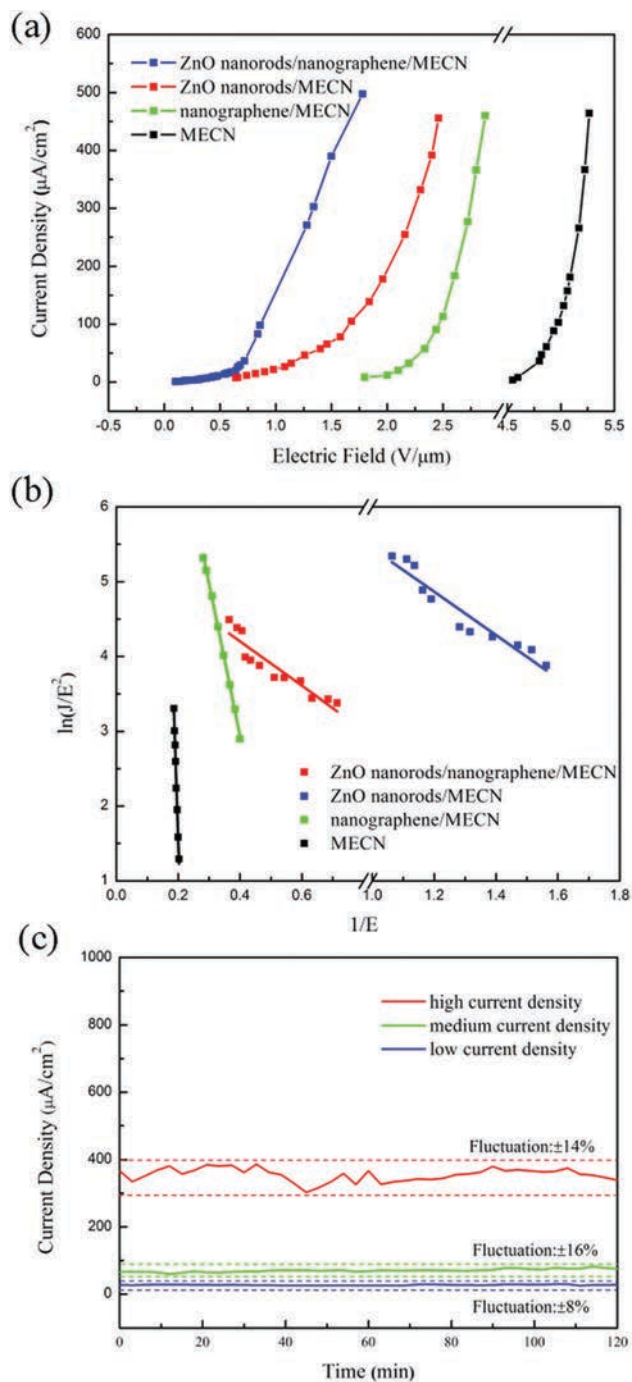 (a)
600
500
400
300
200
100
0
Current Density (μA/cm²)
ZnO nanorods/nanographene/MECN
ZnO nanorods/MECN
nanographene/MECN
MECN
-0.5 0.0 0.5 1.0 1.5 2.0 2.5 4.5 5.0 5.5
Electric Field (V/μm)
(b)
6
5
4
3
2
1
ln(J/E²)
ZnO nanorods/nanographene/MECN
ZnO nanorods/MECN
nanographene/MECN
MECN
0.0 0.2 0.4 0.6 1.0 1.2 1.4 1.6 1.8
1/E
(c)
1000
800
600
400
200
0
Current Density (μA/cm²)
high current density
medium current density
low current density
Fluctuation:±14%
Fluctuation:±16%
Fluctuation:±8%
0 20 40 60 80 100 120
Time (min)